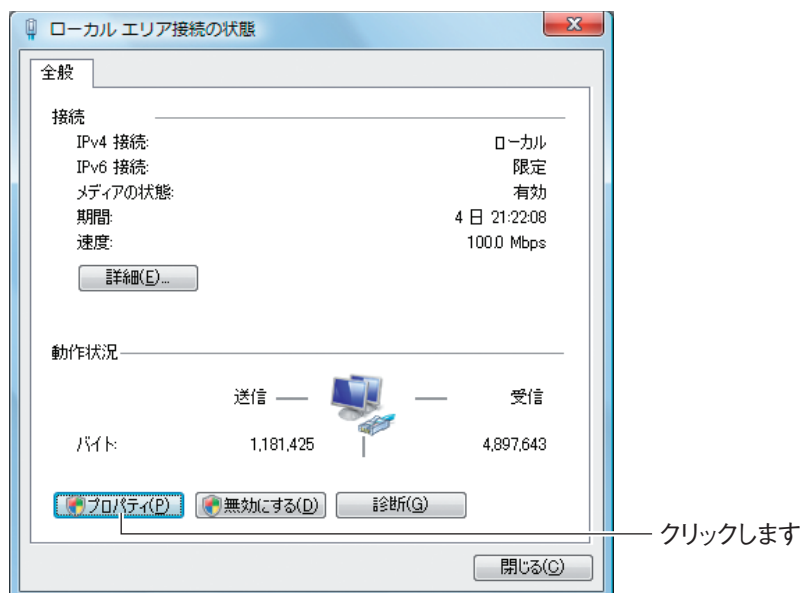 ローカル エリア接続の状態
全般
接続
IPv4 接続: ローカル
IPv6 接続: 限定
メディアの状態: 有効
期間: 4 日 21:22:08
速度: 100.0 Mbps
詳細(E)...
動作状況
送信 受信
バイト: 1,181,425 4,897,643
プロパティ(P) 無効にする(D) 診断(G)
クリックします
閉じる(C)